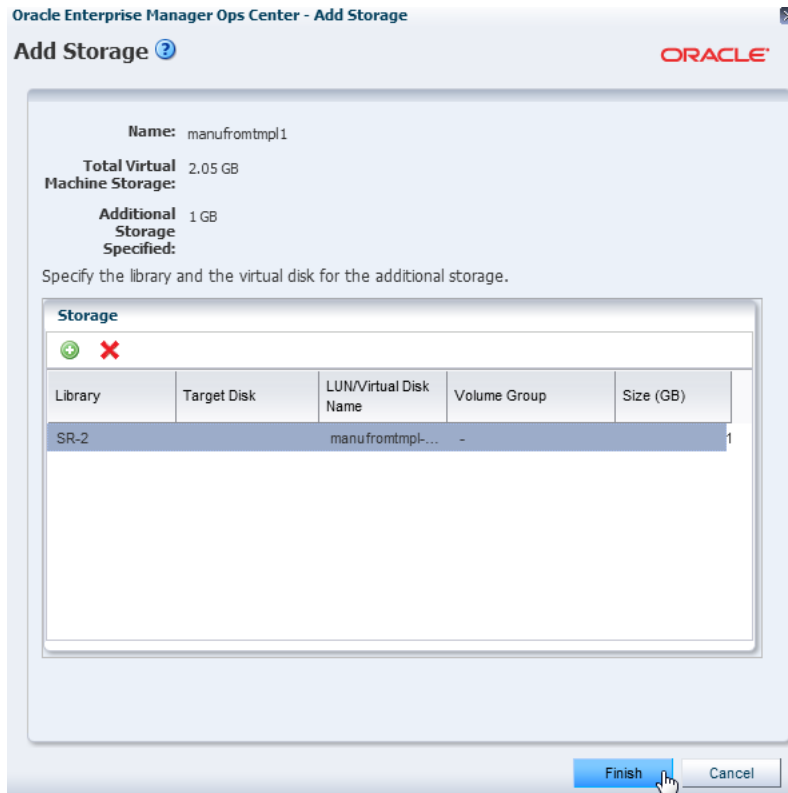 Oracle Enterprise Manager Ops Center - Add Storage
Add Storage ?
ORACLE
Name: manufromtmpl1
Total Virtual 2.05 GB
Machine Storage:
Additional 1 GB
Storage
Specified:
Specify the library and the virtual disk for the additional storage.
Storage
Library Target Disk LUN/Virtual Disk Volume Group Size (GB)
Name
SR-2 manufromtmpl-... - 1
Finish Cancel